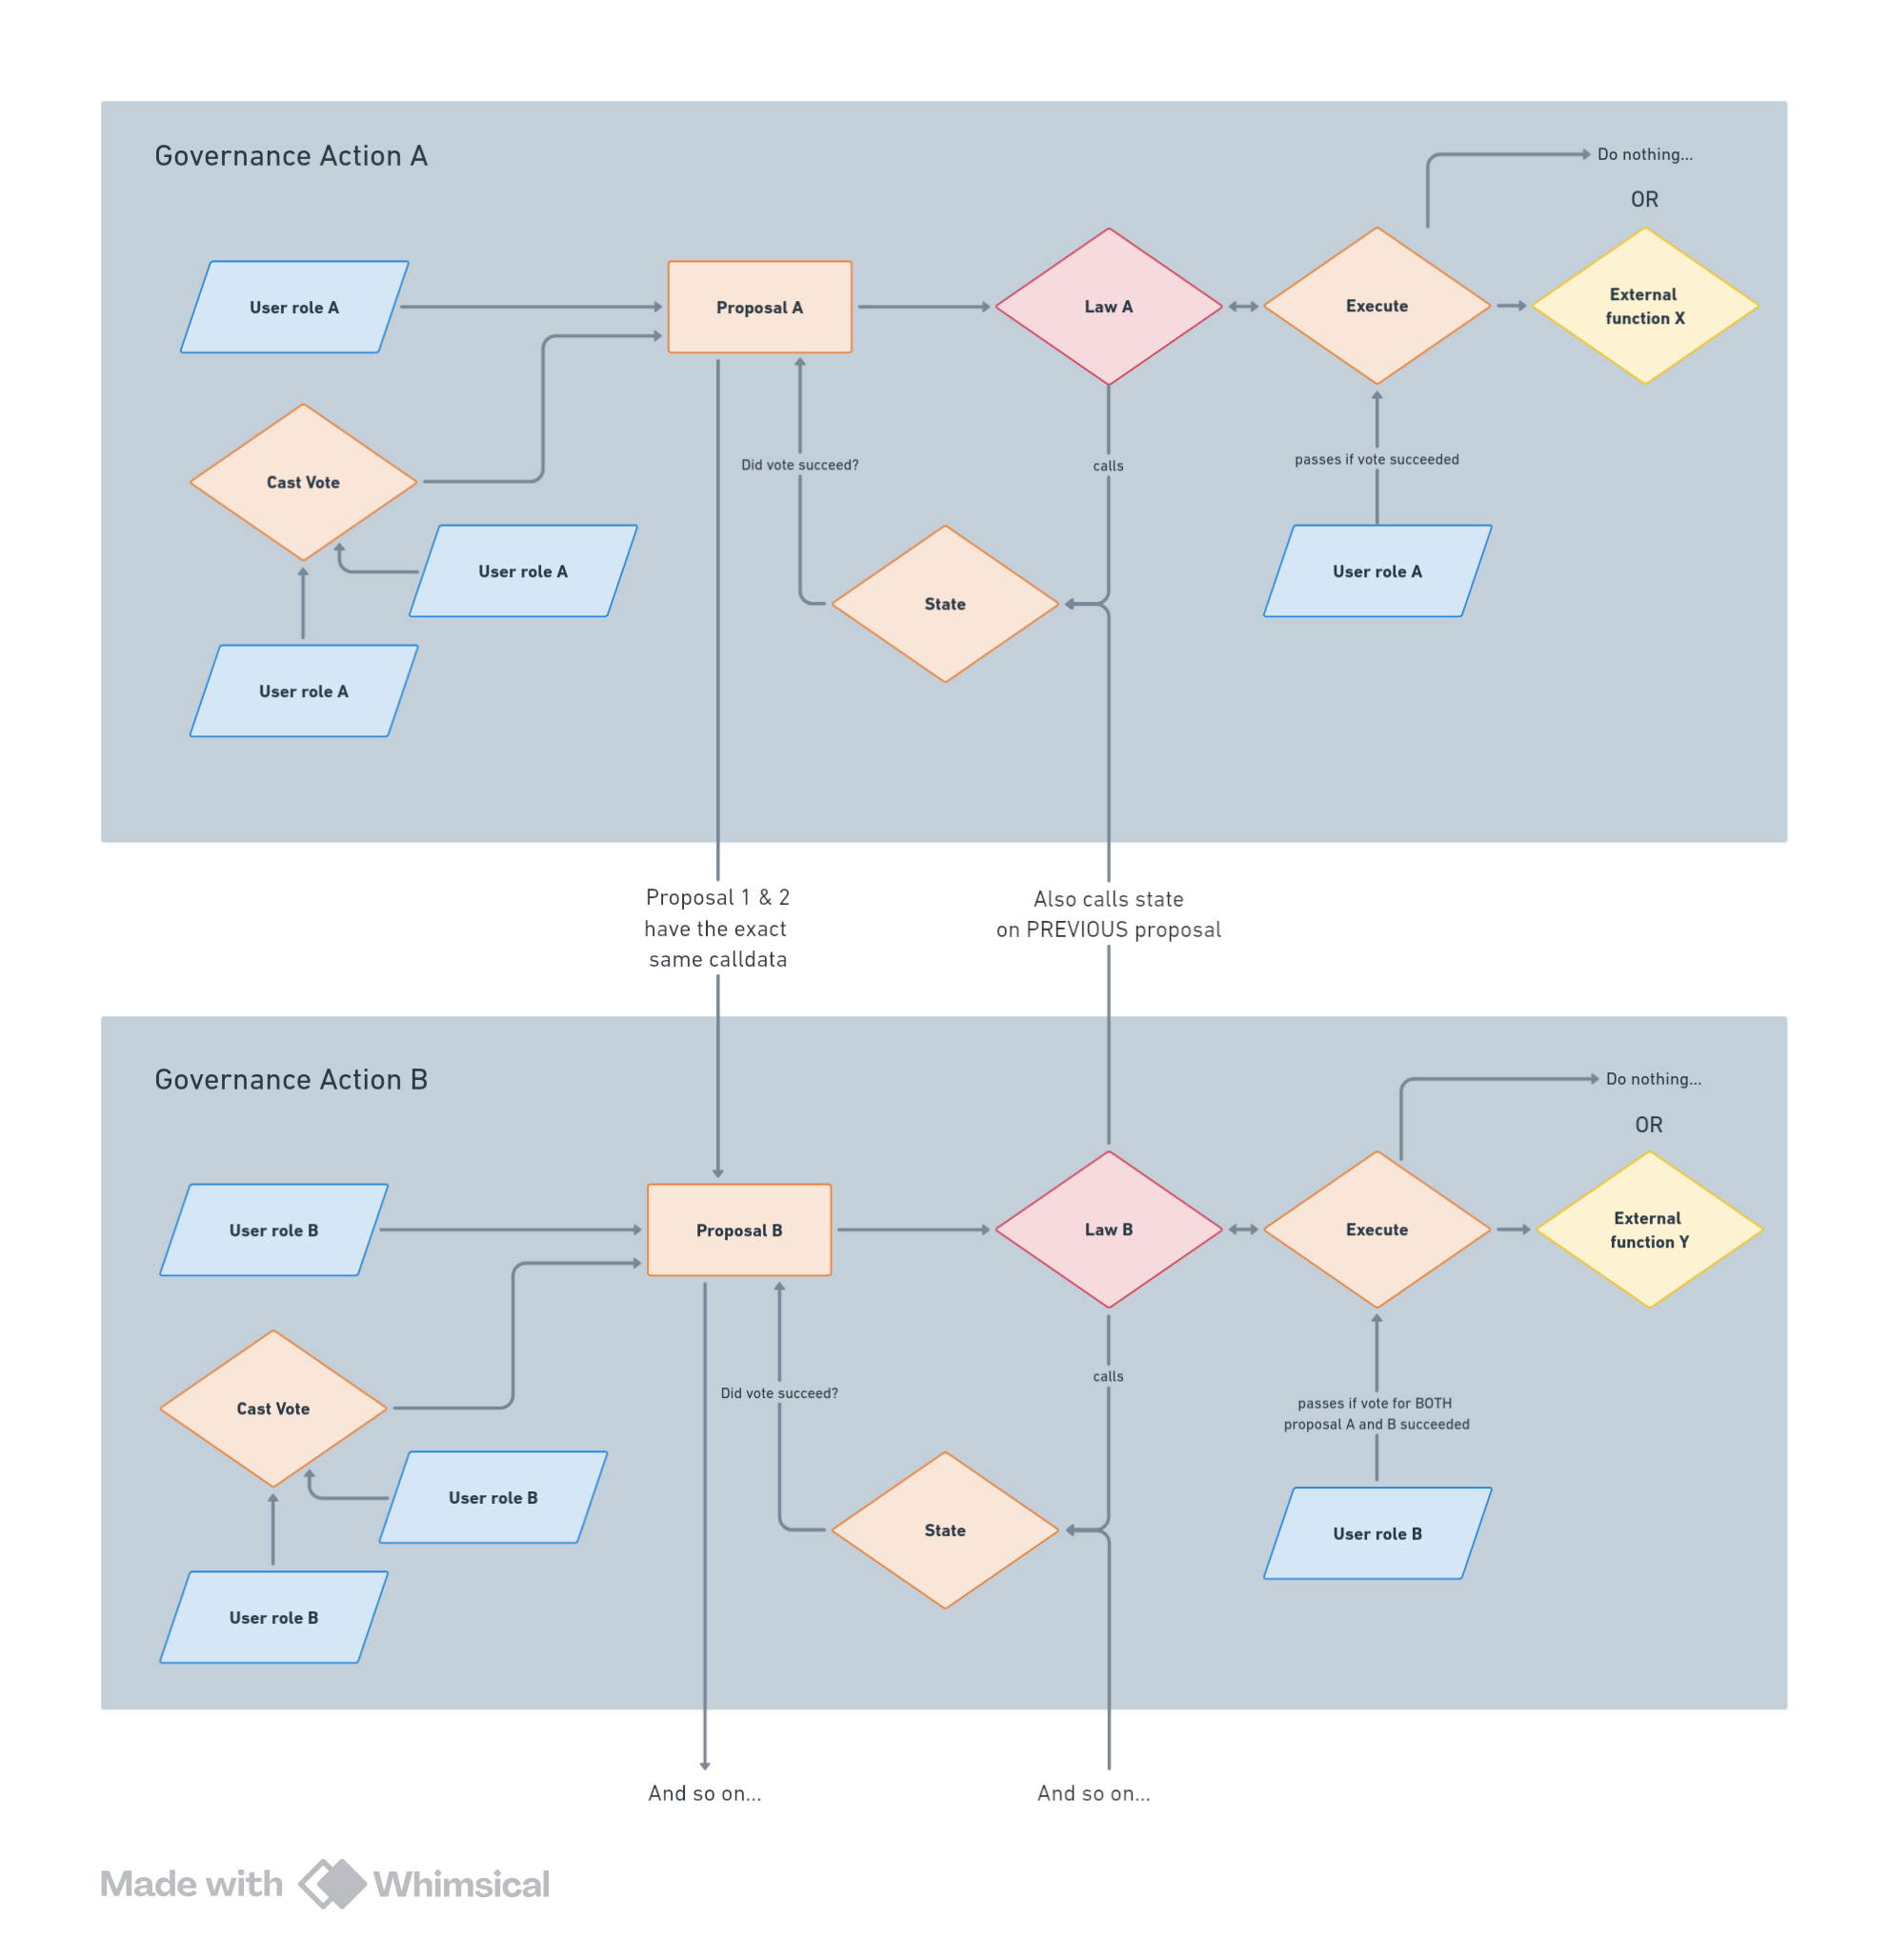 Governance Action A
Do nothing...
OR
User role A
Proposal A
Law A
Execute
External
function X
Did vote succeed?
calls
passes if vote succeeded
Cast Vote
User role A
User role A
State
User role A
Proposal 1 & 2
have the exact
same calldata
Also calls state
on PREVIOUS proposal
Governance Action B
Do nothing...
OR
User role B
Proposal B
Law B
Execute
External
function Y
Did vote succeed?
calls
passes if vote for BOTH
proposal A and B succeeded
Cast Vote
User role B
User role B
State
User role B
And so on...
And so on...
Made with Whimsical